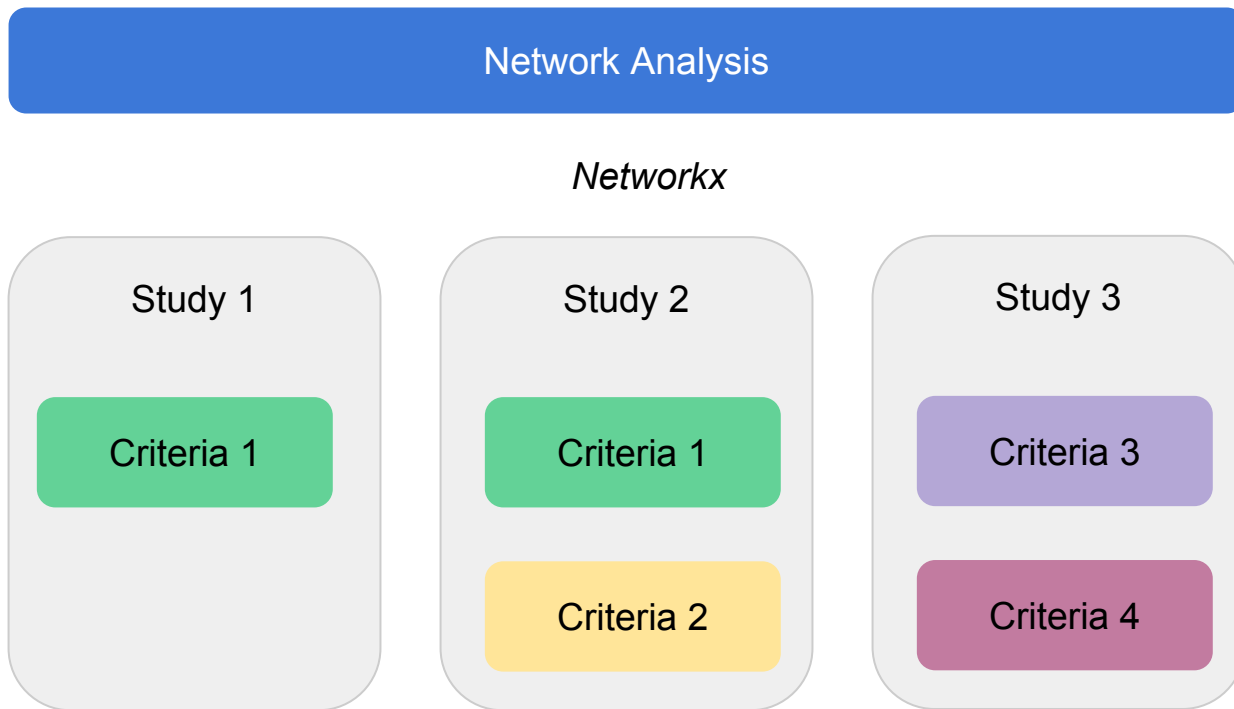 Network Analysis
Networkx
Study 1
Study 2
Study 3
Criteria 1
Criteria 1
Criteria 3
Criteria 2
Criteria 4